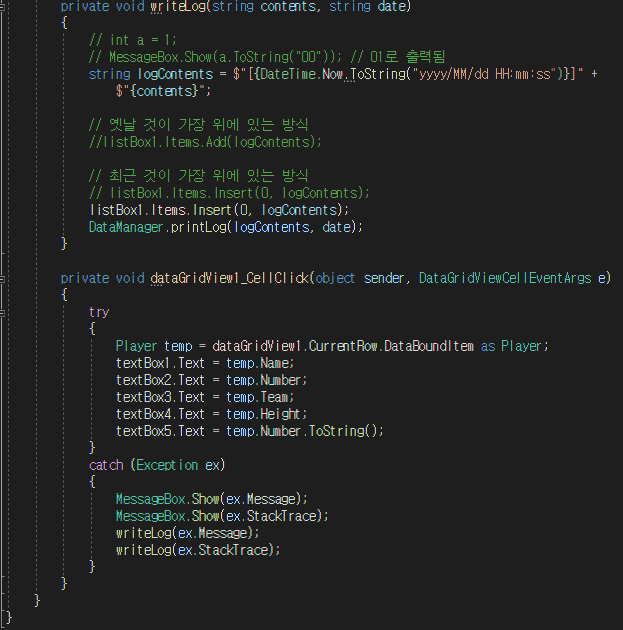 private void writeLog(string contents, string date)
{
// int a = 1;
// MessageBox.Show(a.ToString("00")); // 01로 출력됨
string logContents = $"[{DateTime.Now.ToString("yyyy/MM/dd HH:mm:ss")}]" +
$"{contents}";
// 옛날 것이 가장 위에 있는 방식
//listBox1.Items.Add(logContents);
// 최근 것이 가장 위에 있는 방식
// listBox1.Items.Insert(0, logContents);
listBox1.Items.Insert(0, logContents);
DataManager.printLog(logContents, date);
}
private void dataGridView1_CellClick(object sender, DataGridViewCellEventArgs e)
{
try
{
Player temp = dataGridView1.CurrentRow.DataBoundItem as Player;
textBox1.Text = temp.Name;
textBox2.Text = temp.Number;
textBox3.Text = temp.Team;
textBox4.Text = temp.Height;
textBox5.Text = temp.Number.ToString();
}
catch (Exception ex)
{
MessageBox.Show(ex.Message);
MessageBox.Show(ex.StackTrace);
writeLog(ex.Message);
writeLog(ex.StackTrace);
}
}
}
}